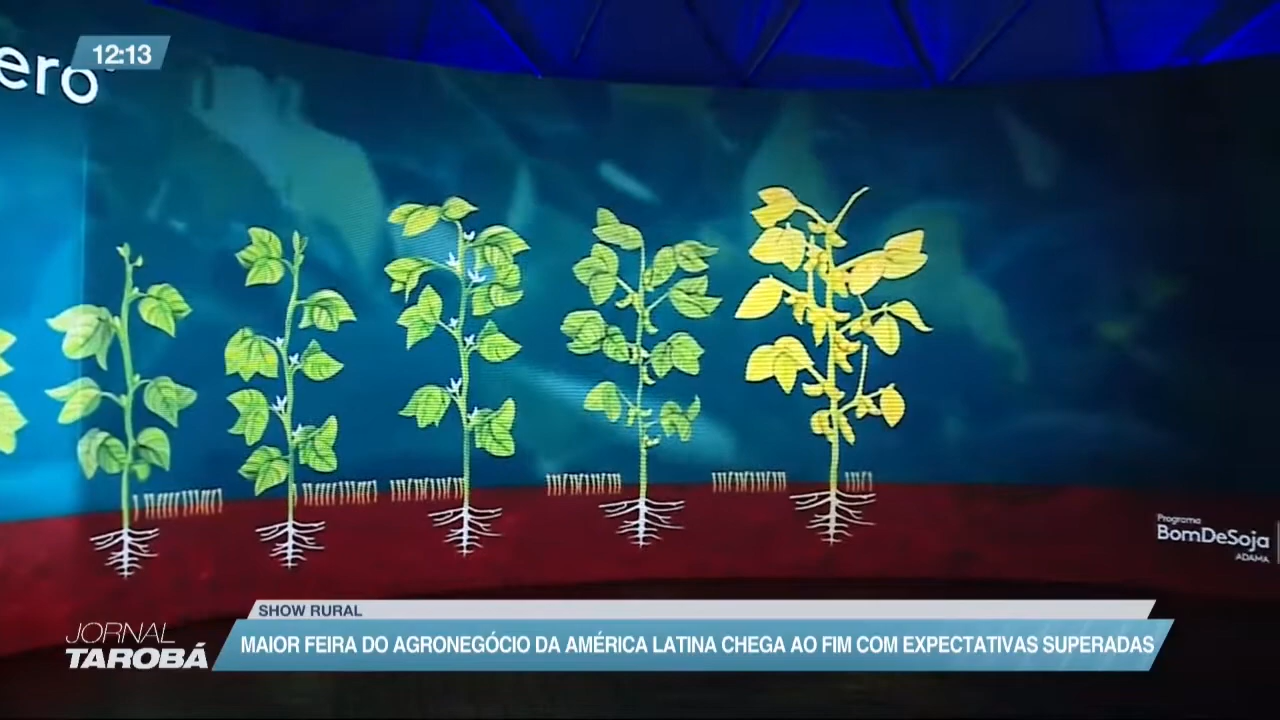 12:13
ero
Programa
BomDeSoja
ADAMA
SHOW RURAL
MAIOR FEIRA DO AGRONEGÓCIO DA AMÉRICA LATINA CHEGA AO FIM COM EXPECTATIVAS SUPERADAS
JORNAL
TAROBÁ